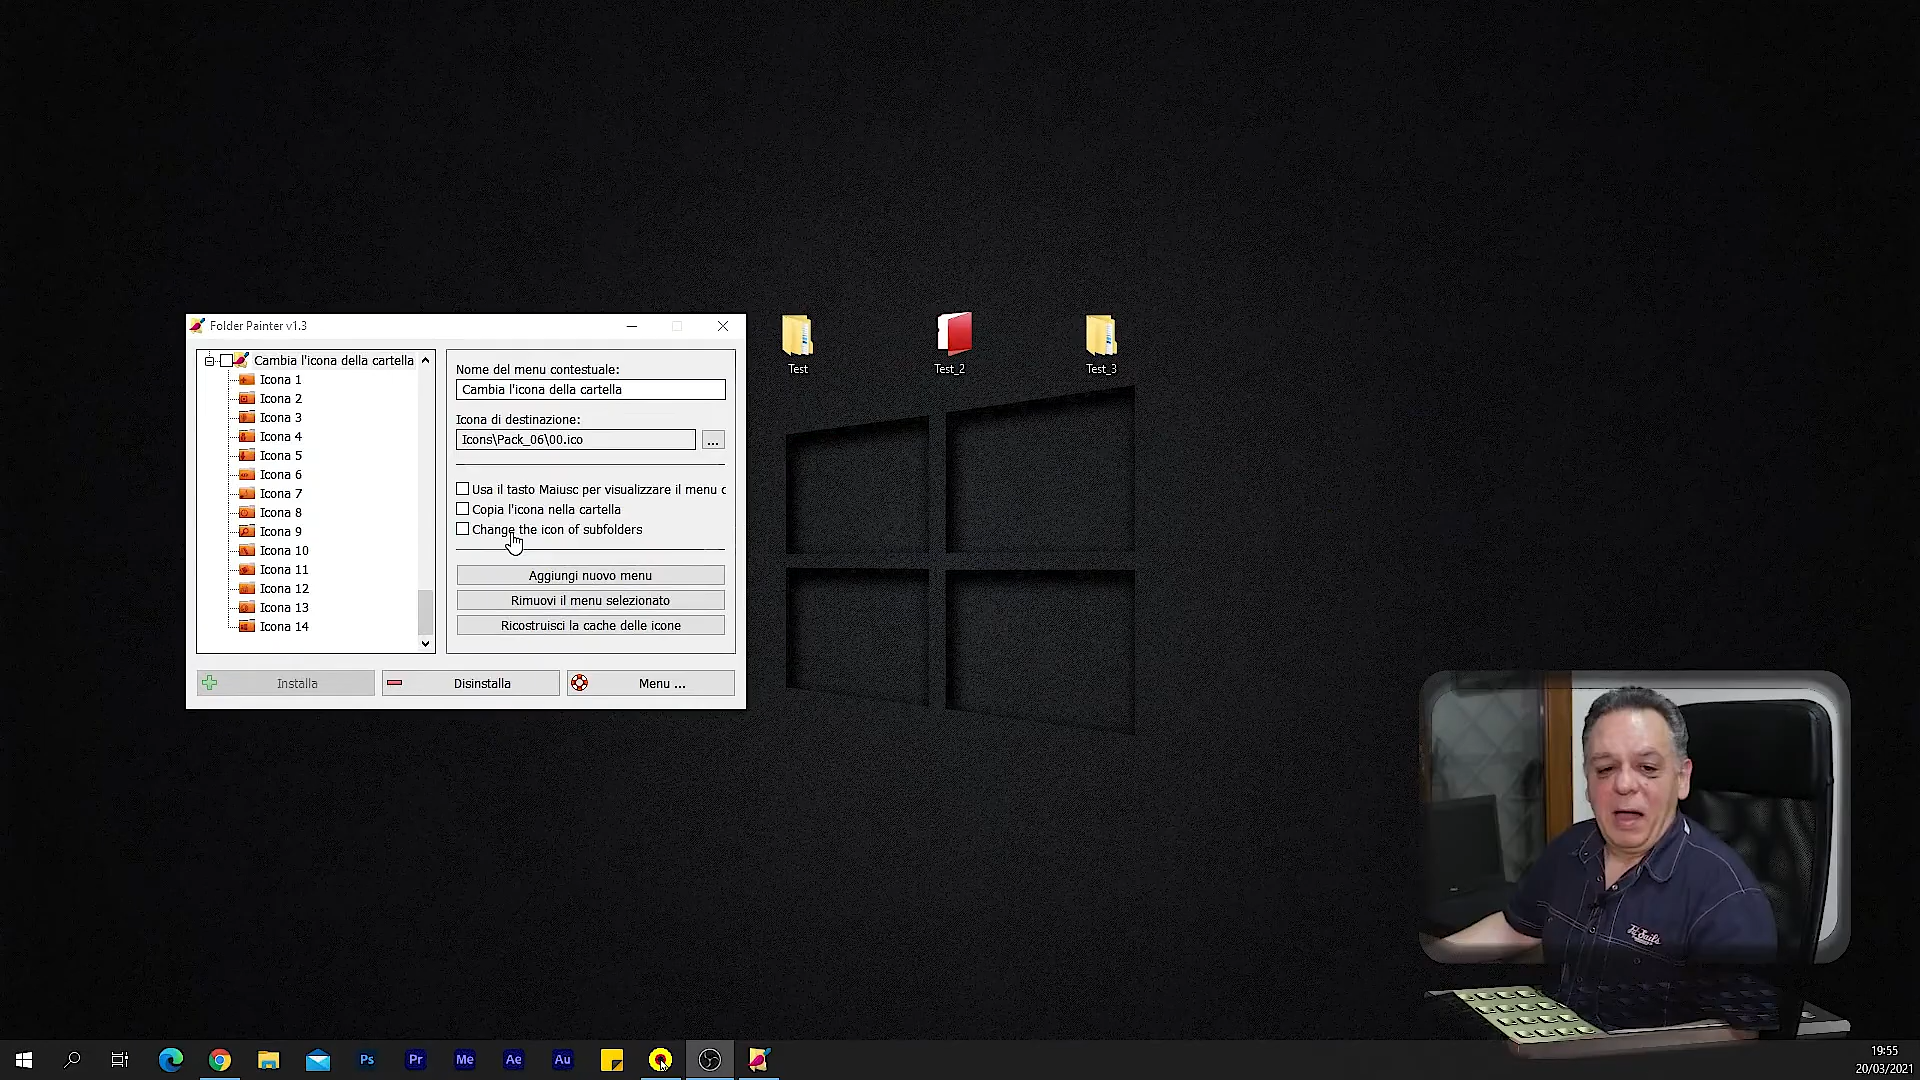 Folder Painter v1.3
Cambia l'icona della cartella
Icona 1
Icona 2
Icona 3
Icona 4
Icona 5
Icona 6
Icona 7
Icona 8
Icona 9
Icona 10
Icona 11
Icona 12
Icona 13
Icona 14
Nome del menu contestuale:
Cambia l'icona della cartella
Icona di destinazione:
Icons\Pack_06\00.ico
...
Usa il tasto Maiusc per visualizzare il menu c
Copia l'icona nella cartella
Change the icon of subfolders
Aggiungi nuovo menu
Rimuovi il menu selezionato
Ricostruisci la cache delle icone
Installa
Disinstalla
Menu ...
Test
Test_2
Test_3
Ps
Pr
Me
Ae
Au
19:55
20/03/2021